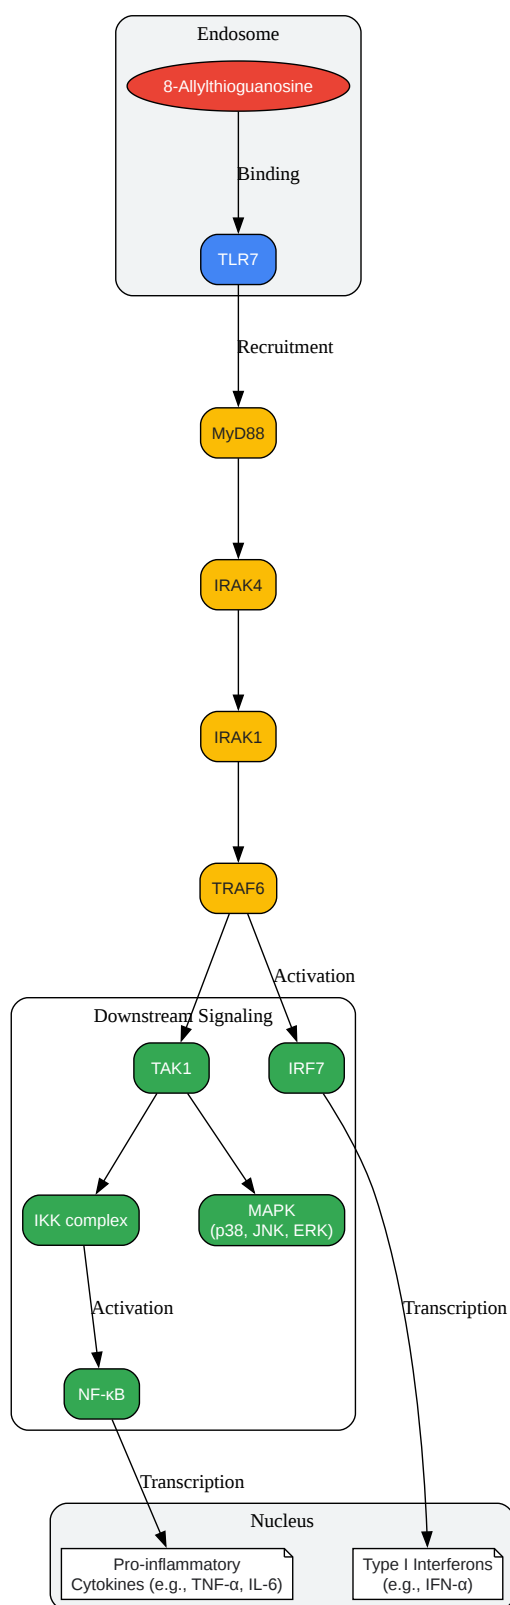 Endosome
8-Allylthioguanosine
Binding
TLR7
Recruitment
MyD88
IRAK4
IRAK1
TRAF6
Activation
Downstream Signaling
TAK1
IRF7
IKK complex
MAPK
(p38, JNK, ERK)
Activation
Transcription
NF-κB
Transcription
Nucleus
Pro-inflammatory
Cytokines (e.g., TNF-α, IL-6)
Type I Interferons
(e.g., IFN-α)